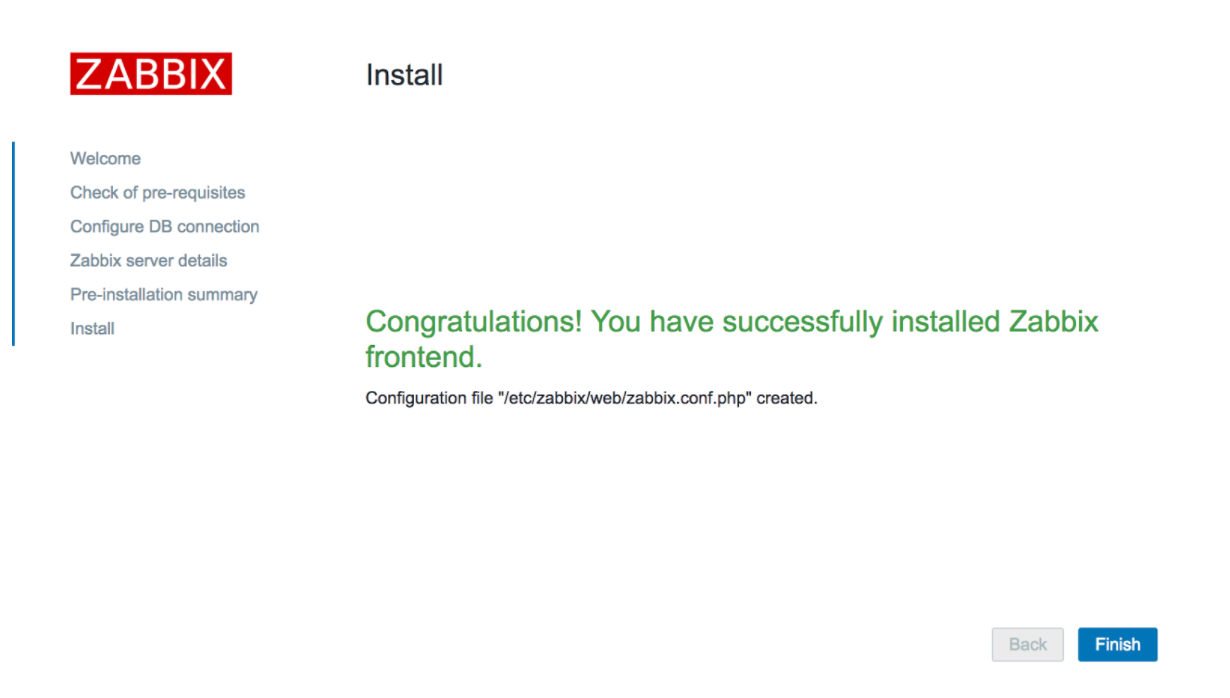 ZABBIX
Install
Welcome
Check of pre-requisites
Configure DB connection
Zabbix server details
Pre-installation summary
Install
Congratulations! You have successfully installed Zabbix
frontend.
Configuration file "/etc/zabbix/web/zabbix.conf.php" created.
Back
Finish